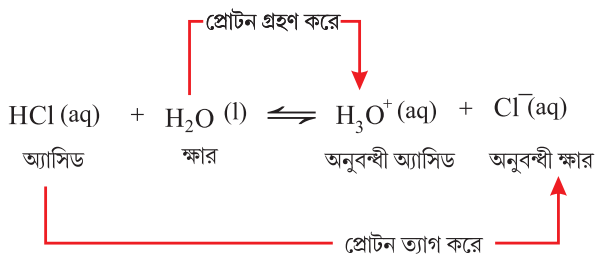 প্রোটন গ্রহণ করে
HCl (aq) + H₂O (l) ⇌ H₃O⁺ (aq) + Cl⁻ (aq)
অ্যাসিড ক্ষার অনুবন্ধী অ্যাসিড অনুবন্ধী ক্ষার
প্রোটন ত্যাগ করে